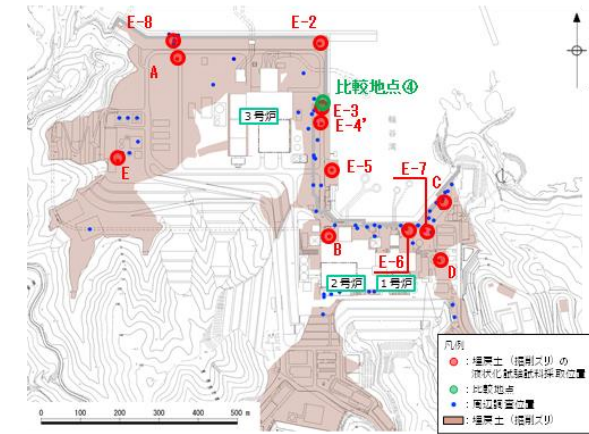 E-8
E-2
A
比較地点④
E-3
3号炉
E-4'
輪谷湾
E-5
E
E-7
C
B
E-6
D
2号炉
1号炉
凡例
：埋戻土（掘削ズリ）の
液状化試験試料採取位置
：比較地点
：周辺調査位置
：埋戻土（掘削ズリ）
0 100 200 300 400 500 m